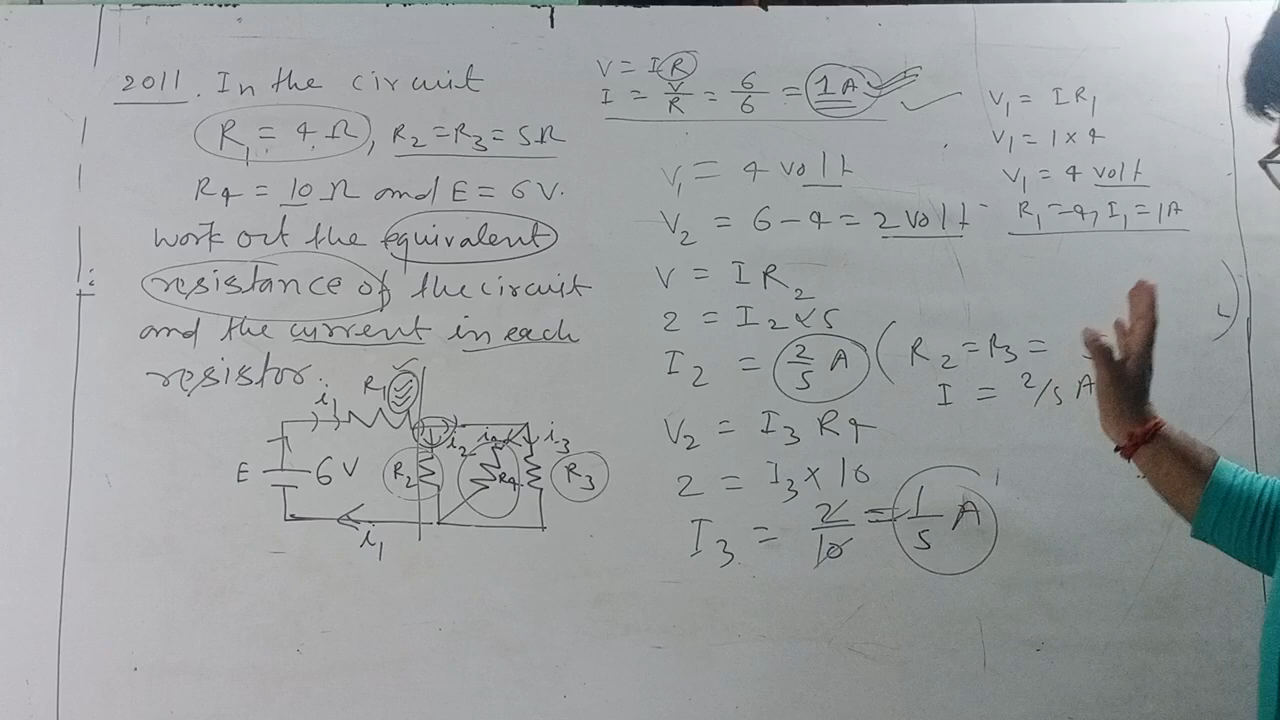 2011. In the circuit
R₁ = 4 Ω, R₂ = R₃ = 5Ω
R₄ = 10 Ω and E = 6V.
work out the equivalent
resistance of the circuit
and the current in each
resistor.
R₁
i₁
E 6V
R₂
i₂
R₄
i₃
R₃
i₁
V = IR
I = V/R = 6/6 = 1A
V₁ = 4 volt
V₂ = 6 - 4 = 2 volt
V = IR₂
2 = I₂ × 5
I₂ = 2/5 A
V₂ = I₃ R₄
2 = I₃ × 10
I₃ = 2/10 = 1/5 A
V₁ = IR₁
V₁ = 1 × 4
V₁ = 4 volt
R₁ = 4, I₁ = 1A
R₂ = R₃ =
I = 2/5 A